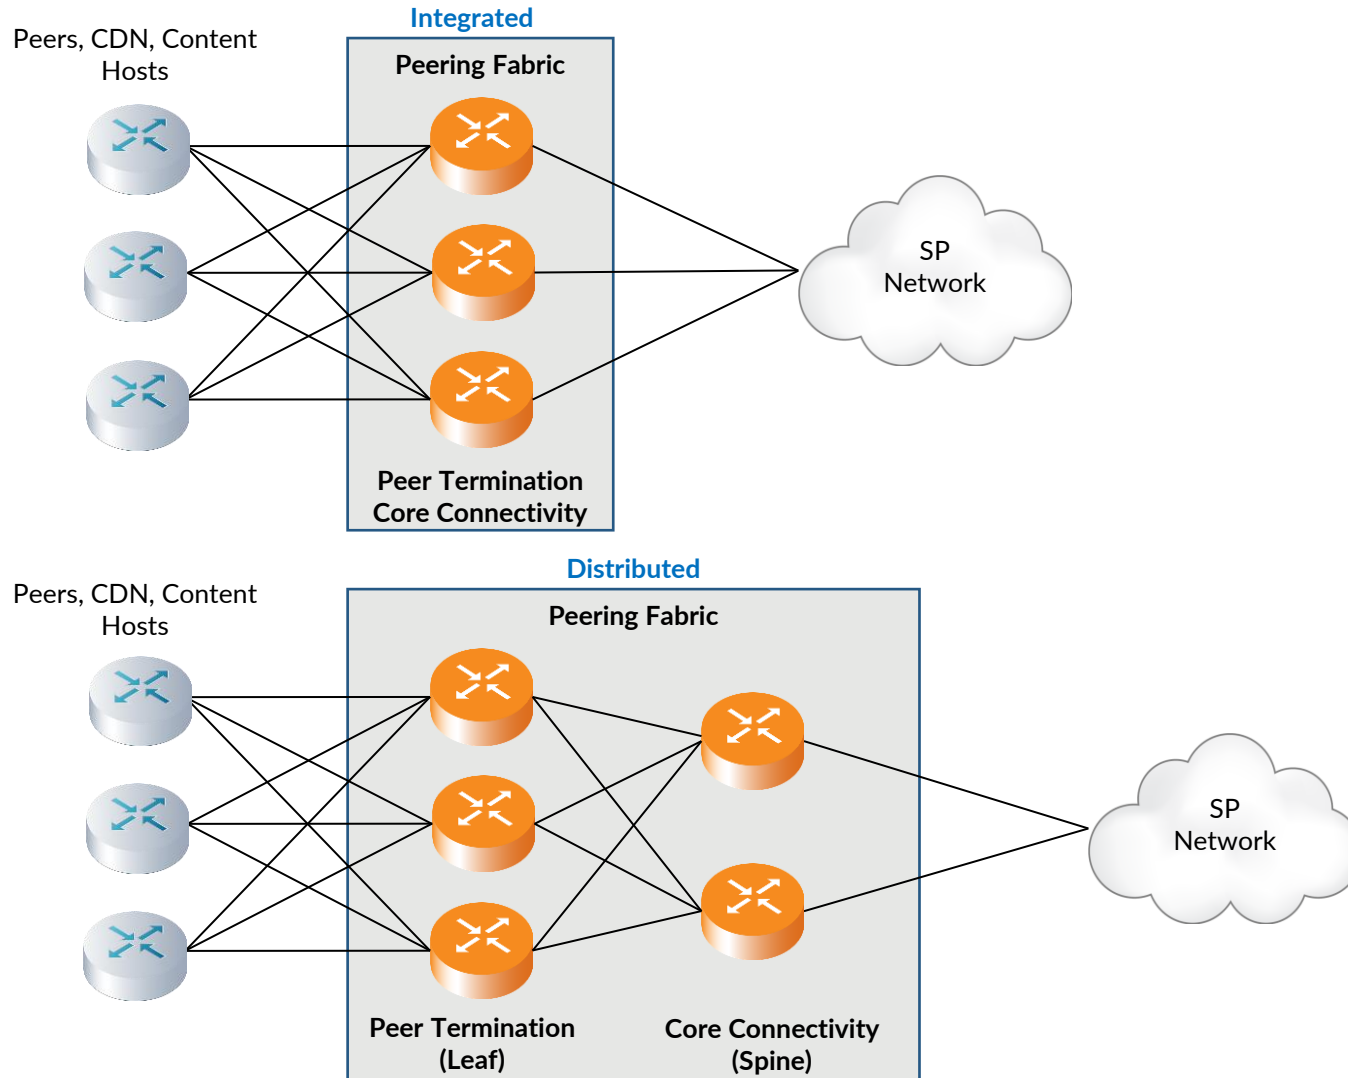 Integrated
Peers, CDN, Content
Hosts
Peering Fabric
SP
Network
Peer Termination
Core Connectivity
Distributed
Peers, CDN, Content
Hosts
Peering Fabric
SP
Network
Peer Termination
(Leaf)
Core Connectivity
(Spine)